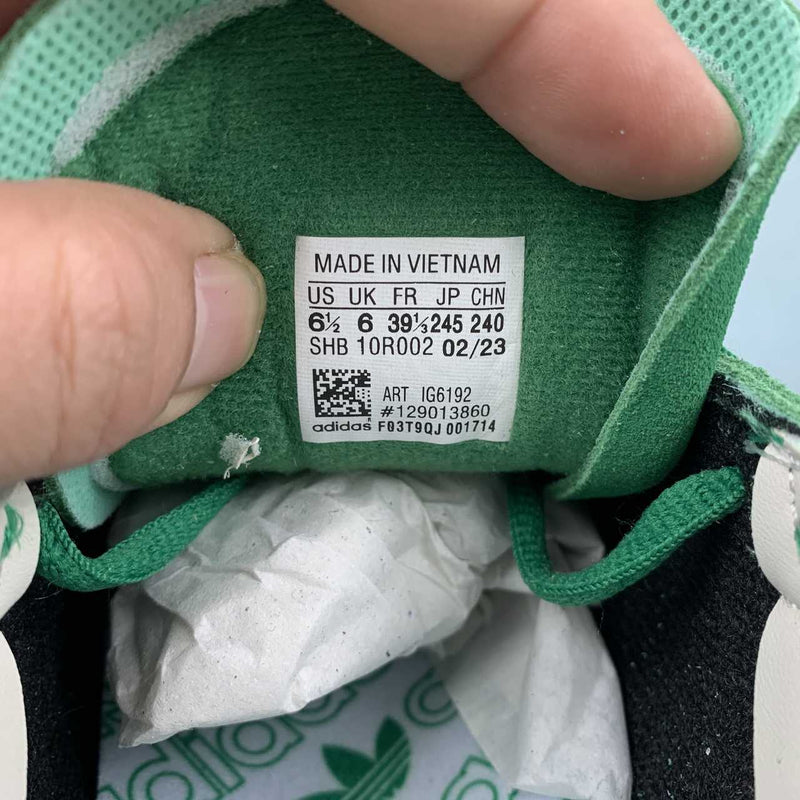 MADE IN VIETNAM
US UK FR JP CHN
6½ 6 39⅓ 245 240
SHB 10R002 02/23
ART IG6192
#129013860
adidas F03T9QJ 001714
adidas